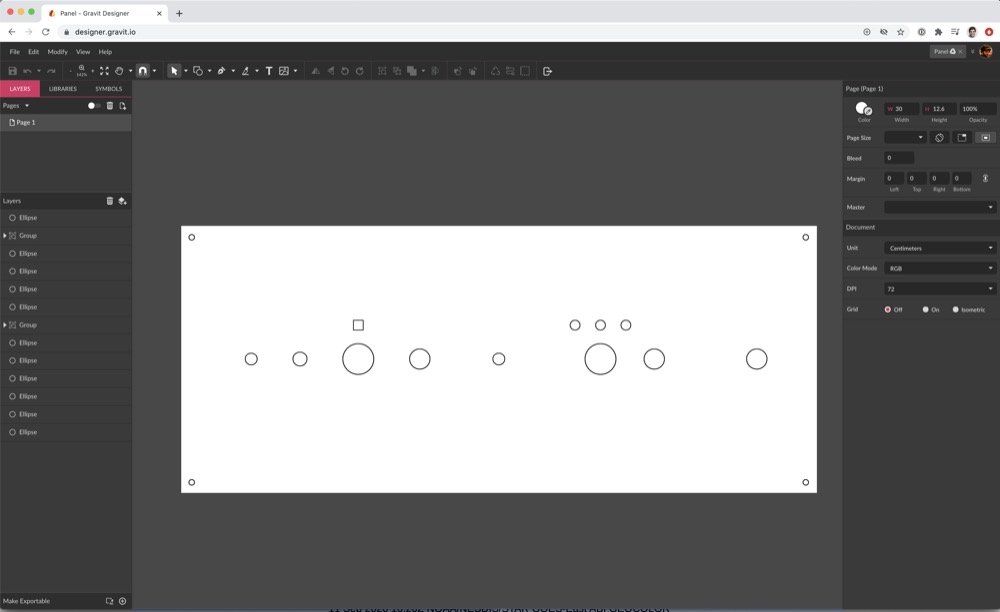 Panel - Gravit Designer
designer.gravit.io
File Edit Modify View Help
Panel
142%
LAYERS LIBRARIES SYMBOLS
Pages
Page 1
Layers
Ellipse
Group
Ellipse
Ellipse
Ellipse
Ellipse
Group
Ellipse
Ellipse
Ellipse
Ellipse
Ellipse
Ellipse
Make Exportable
Page (Page 1)
W 30 H 12.6 100%
Color Width Height Opacity
Page Size
Bleed 0
Margin 0 0 0 0
Left Top Right Bottom
Master
Document
Unit Centimeters
Color Mode RGB
DPI 72
Grid Off On Isometric